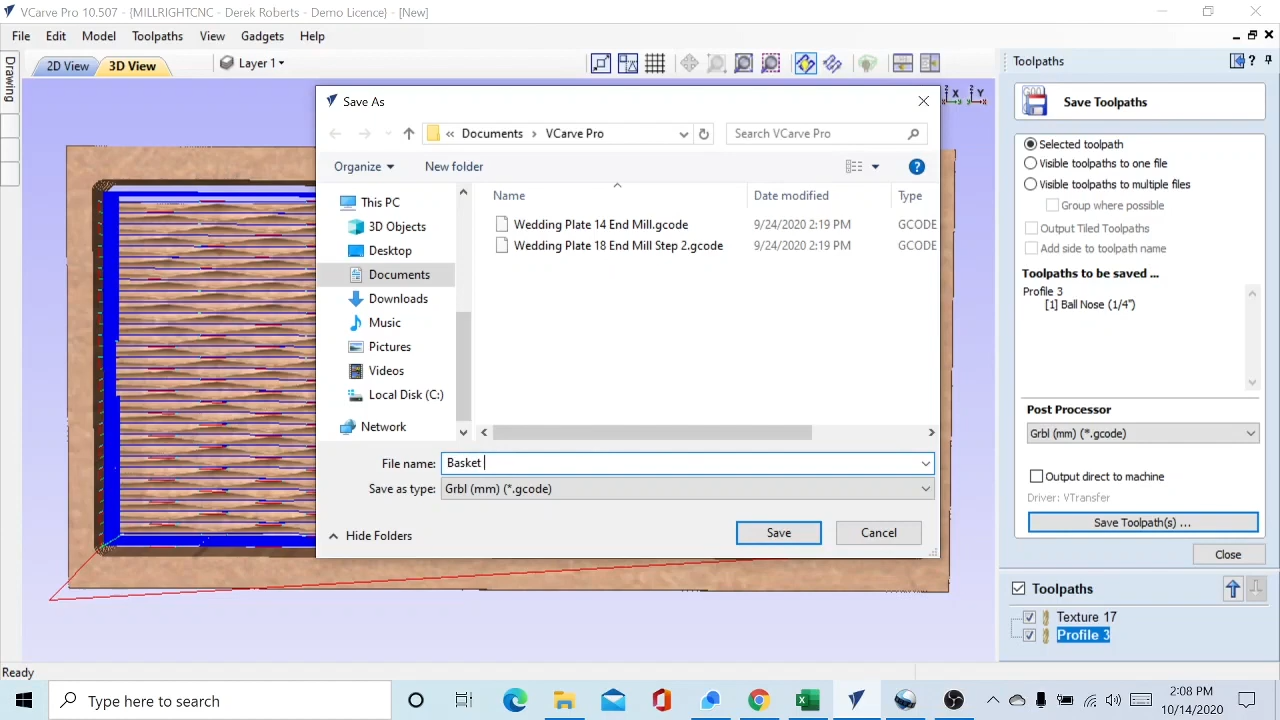 VCarve Pro 10.507 - {MILLRIGHTCNC - Derek Roberts - Demo Licence} - [New]
File Edit Model Toolpaths View Gadgets Help
Drawing
2D View 3D View Layer 1
Toolpaths
X Y
Save Toolpaths
Selected toolpath
Visible toolpaths to one file
Visible toolpaths to multiple files
Group where possible
Output Tiled Toolpaths
Add side to toolpath name
Toolpaths to be saved ...
Profile 3
[1] Ball Nose (1/4")
Post Processor
Grbl (mm) (*.gcode)
Output direct to machine
Driver: VTransfer
Save Toolpath(s) ...
Close
Toolpaths
Texture 17
Profile 3
Save As
« Documents › VCarve Pro
Search VCarve Pro
Organize New folder
This PC
3D Objects
Desktop
Documents
Downloads
Music
Pictures
Videos
Local Disk (C:)
Network
Name Date modified Type
Wedding Plate 14 End Mill.gcode 9/24/2020 2:19 PM GCODE
Wedding Plate 18 End Mill Step 2.gcode 9/24/2020 2:19 PM GCODE
File name: Basket
Save as type: Grbl (mm) (*.gcode)
Hide Folders
Save Cancel
Ready
Type here to search
2:08 PM
10/14/2020